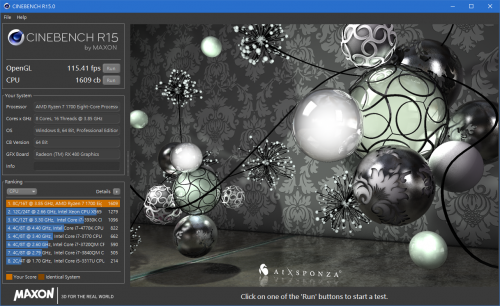 CINEBENCH R15.0
File Help
CINEBENCH R15
by MAXON
OpenGL 115.41 fps Run
CPU 1609 cb Run
Your System
Processor AMD Ryzen 7 1700 Eight-Core Processor
Cores x GHz 8 Cores, 16 Threads @ 3.85 GHz
OS Windows 8, 64 Bit, Professional Edition
CB Version 64 Bit
GFX Board Radeon (TM) RX 480 Graphics
Info
Ranking
CPU Details
1. 8C/16T @ 3.85 GHz, AMD Ryzen 7 1700 1609
2. 12C/24T @ 2.66 GHz, Intel Xeon CPU 1279
3. 6C/12T @ 3.30 GHz, Intel Core i7-3930K 1096
4. 4C/8T @ 4.40 GHz, Intel Core i7-4770K CPU 822
5. 4C/8T @ 3.40 GHz, Intel Core i7-3770 CPU 662
6. 4C/8T @ 2.60 GHz, Intel Core i7-3720QM 590
7. 4C/8T @ 2.79 Intel Core i7-3840QM 505
8. 2C/4T @ 1.70 GHz, Intel Core i5-3317U 214
Your Score Identical System
MAXON 3D FOR THE REAL WORLD
AIXSPONZA
Click on one of the 'Run' buttons to start a test.